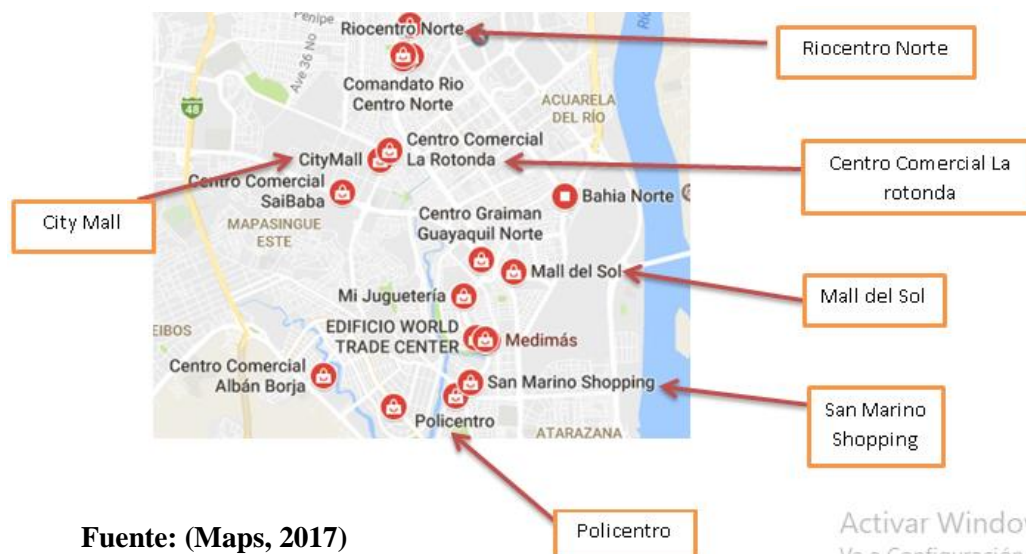 Penipe
Riocentro Norte
Ave 36 No
Comandato Rio
Centro Norte
ACUARELA
DEL RÍO
48
CityMall
Centro Comercial
La Rotonda
Centro Comercial
SaiBaba
Bahia Norte
MAPASINGUE
ESTE
Centro Graiman
Guayaquil Norte
Mall del Sol
Mi Juguetería
EIBOS
EDIFICIO WORLD
TRADE CENTER
Medimás
Centro Comercial
Albán Borja
San Marino Shopping
Policentro
ATARAZANA
Riocentro Norte
Centro Comercial La
rotonda
City Mall
Mall del Sol
San Marino
Shopping
Policentro
Fuente: (Maps, 2017)
Activar Window